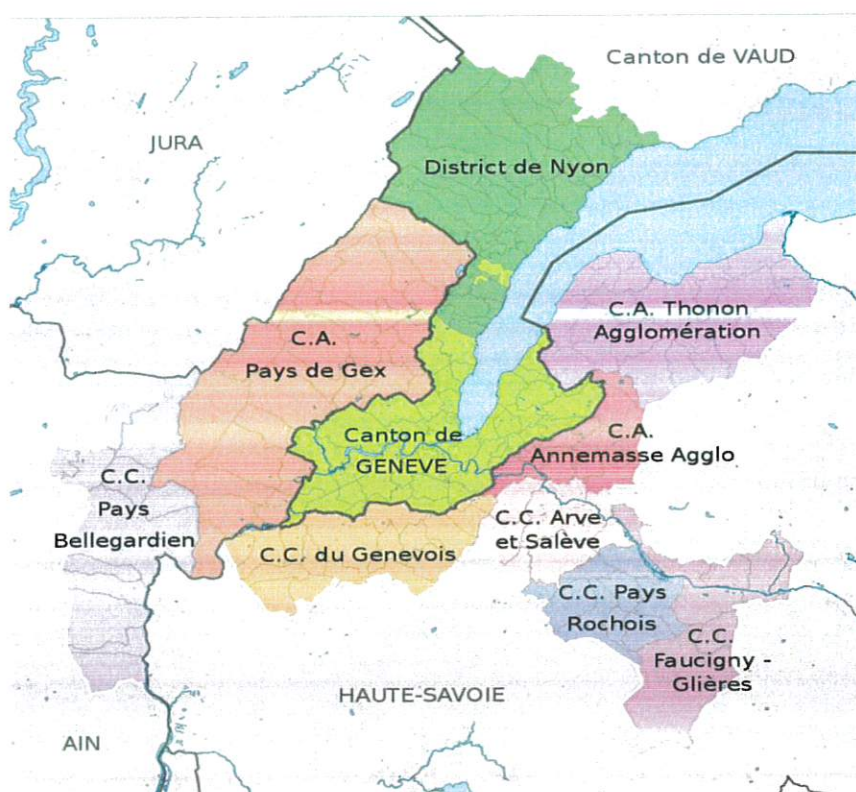 Canton de VAUD
JURA
District de Nyon
C.A. Thonon
Agglomération
C.A.
Pays de Gex
Canton de
GENEVE
C.A.
Annemasse Agglo
C.C.
Pays
Bellegardien
C.C. Arve
et Salève
C.C. du Genevois
C.C. Pays
Rochois
C.C.
Faucigny -
Glières
HAUTE-SAVOIE
AIN